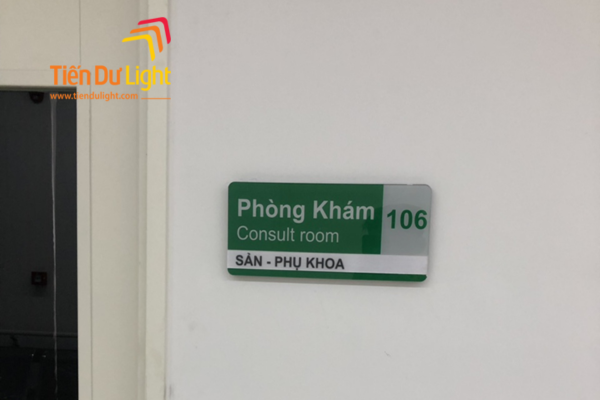 Tiến Dư Light
www.tiendulight.com
Phòng Khám
Consult room
106
SẢN - PHỤ KHOA